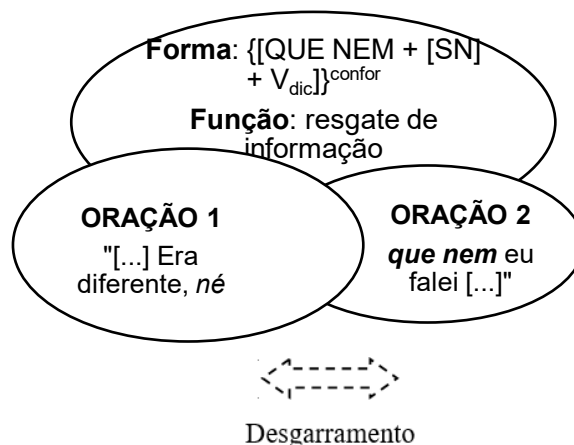 Forma: {[QUE NEM + [SN]
+ Vdic]}confor
Função: resgate de
informação
ORAÇÃO 1
"[...] Era
diferente, né
ORAÇÃO 2
que nem eu
falei [...]"
Desgarramento